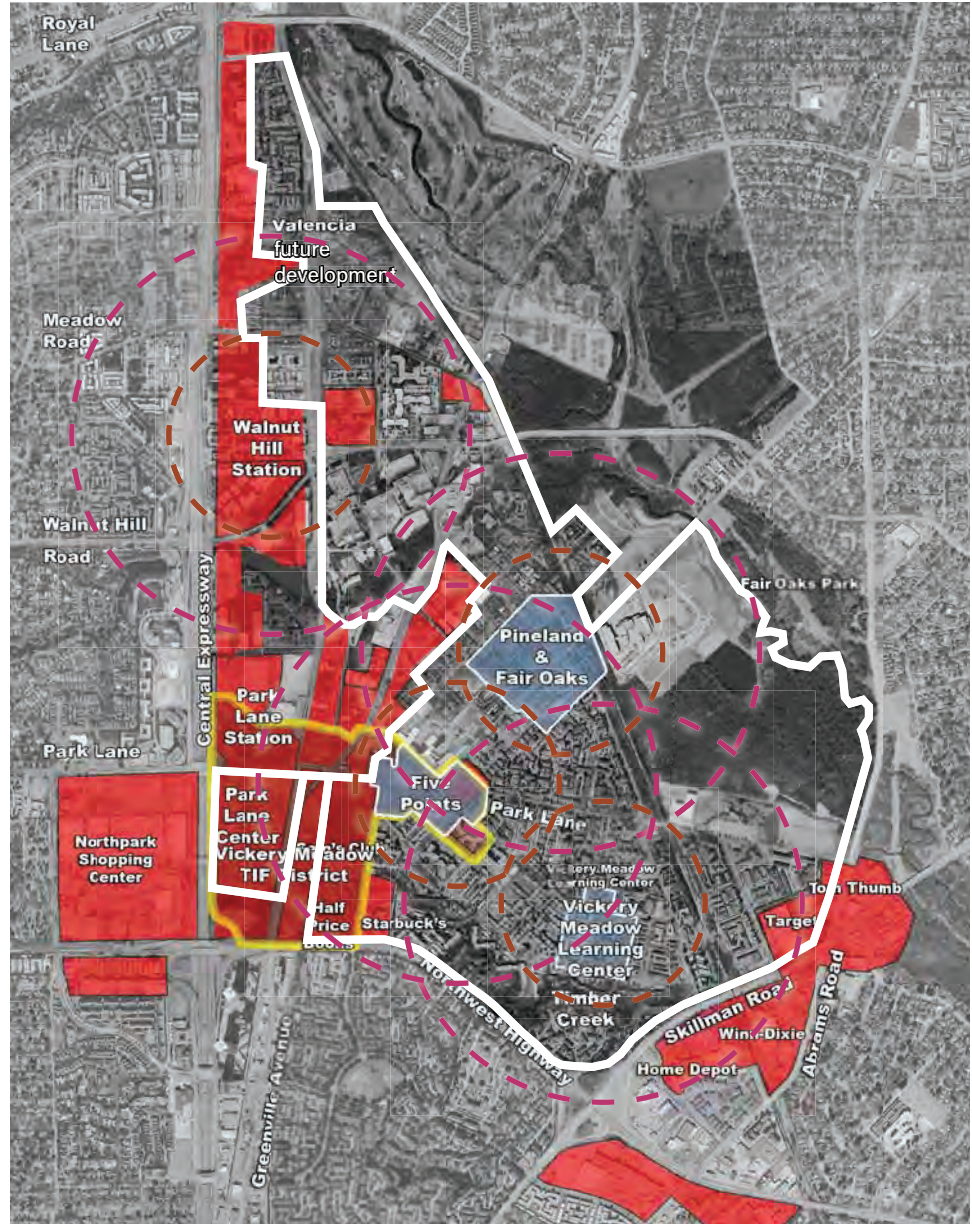 Royal
Lane
Valencia
future
development
Meadow
Road
Walnut
Hill
Station
Walnut Hill
Road
Fair Oaks Park
Central Expressway
Pineland
&
Fair Oaks
Park
Lane
Station
Park Lane
Five
Points
Park Lane
Park
Lane
Center
Northpark
Shopping
Center
Vickery Meadow
TIF District
Half
Price
Books
Starbuck's
Vickery Meadow
Learning Center
Vickery
Meadow
Learning
Center
Timber
Creek
Tom Thumb
Target
Northwest Highway
Skillman Road
Abrams Road
Winn-Dixie
Home Depot
Greenville Avenue